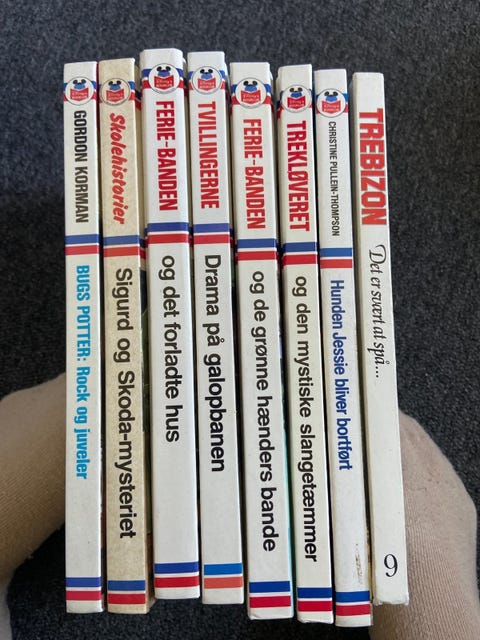 GORDON KORMAN
BUGS POTTER: Rock og juveler
Skolehistorier
Sigurd og Skoda-mysteriet
FERIE-BANDEN
og det forladte hus
TVILLINGERNE
Drama på galopbanen
FERIE-BANDEN
og de grønne hænders bande
TREKLØVERET
og den mystiske slangetæmmer
CHRISTINE PULLEIN-THOMPSON
Hunden Jessie bliver bortført
TREBIZON
Det er svært at spå...
9